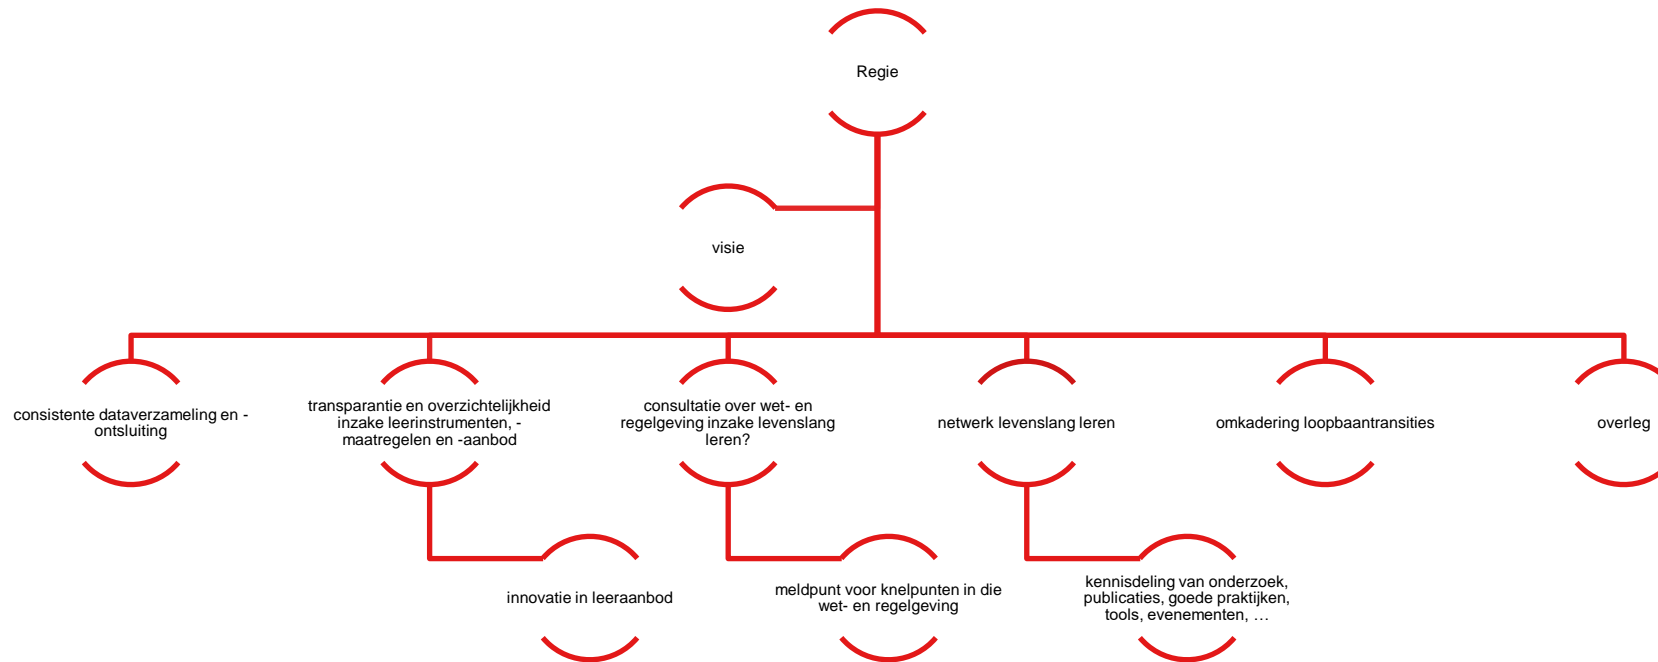 Regie
visie
consistente dataverzameling en -
ontsluiting
transparantie en overzichtelijkheid
inzake leerinstrumenten, -
maatregelen en -aanbod
consultatie over wet- en
regelgeving inzake levenslang
leren?
netwerk levenslang leren
omkadering loopbaantransities
overleg
innovatie in leeraanbod
meldpunt voor knelpunten in die
wet- en regelgeving
kennisdeling van onderzoek,
publicaties, goede praktijken,
tools, evenementen, …